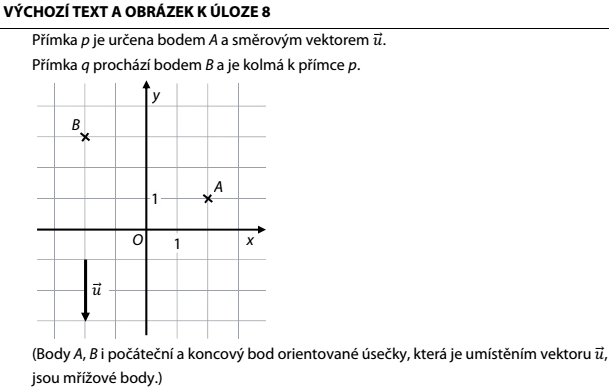 VÝCHOZÍ TEXT A OBRÁZEK K ÚLOZE 8
Přímka p je určena bodem A a směrovým vektorem u⃗.
Přímka q prochází bodem B a je kolmá k přímce p.
y
B
A
1
O
1
x
u⃗
(Body A, B i počáteční a koncový bod orientované úsečky, která je umístěním vektoru u⃗,
jsou mřížové body.)